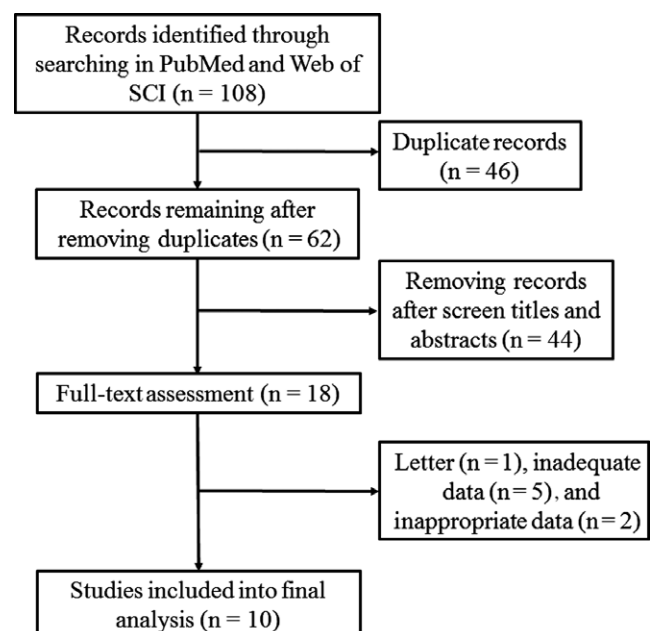 Records identified through
searching in PubMed and Web of
SCI (n = 108)
Duplicate records
(n = 46)
Records remaining after
removing duplicates (n = 62)
Removing records
after screen titles and
abstracts (n = 44)
Full-text assessment (n = 18)
Letter (n = 1), inadequate
data (n = 5), and
inappropriate data (n = 2)
Studies included into final
analysis (n = 10)